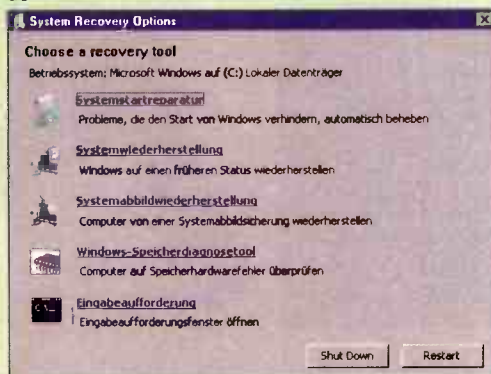 System Recovery Options
Choose a recovery tool
Betriebssystem: Microsoft Windows auf (C:) Lokaler Datenträger
Systemstartreparatur
Probleme, die den Start von Windows verhindern, automatisch beheben
Systemwiederherstellung
Windows auf einen früheren Status wiederherstellen
Systemabbildwiederherstellung
Computer von einer Systemabbildsicherung wiederherstellen
Windows-Speicherdiagnosetool
Computer auf Speicherhardwarefehler überprüfen
Eingabeaufforderung
Eingabeaufforderungsfenster öffnen
Shut Down
Restart